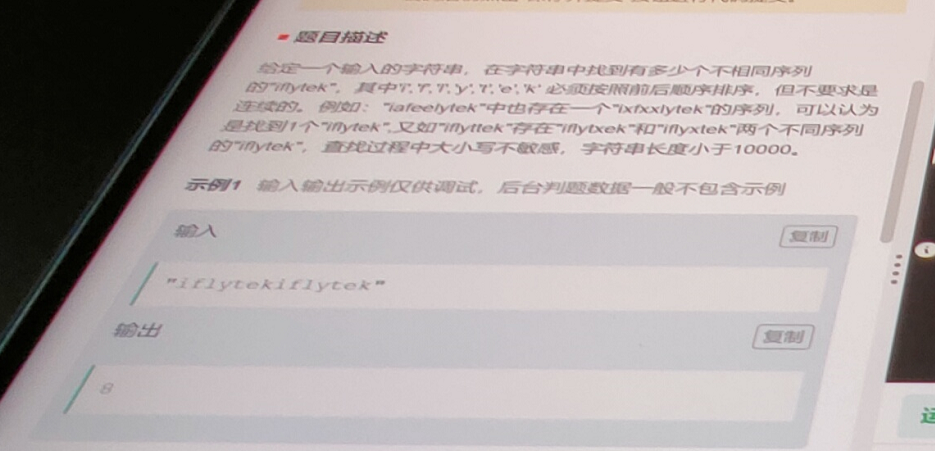 题目描述
给定一个输入的字符串，在字符串中找到有多少个不相同序列
的"iflytek"，其中'i','f','l','y','t','e','k' 必须按照前后顺序排序，但不要求是
连续的。 例如："iafeelytek"中也存在一个"ixfxxlytek"的序列，可以认为
是找到1个"iflytek",又如"iflyttek"存在"iflytxek"和"iflyxtek"两个不同序列
的"iflytek"，查找过程中大小写不敏感，字符串长度小于10000。
示例1 输入输出示例仅供调试，后台判题数据一般不包含示例
输入
复制
"iflytekiflytek"
输出
复制
8
运